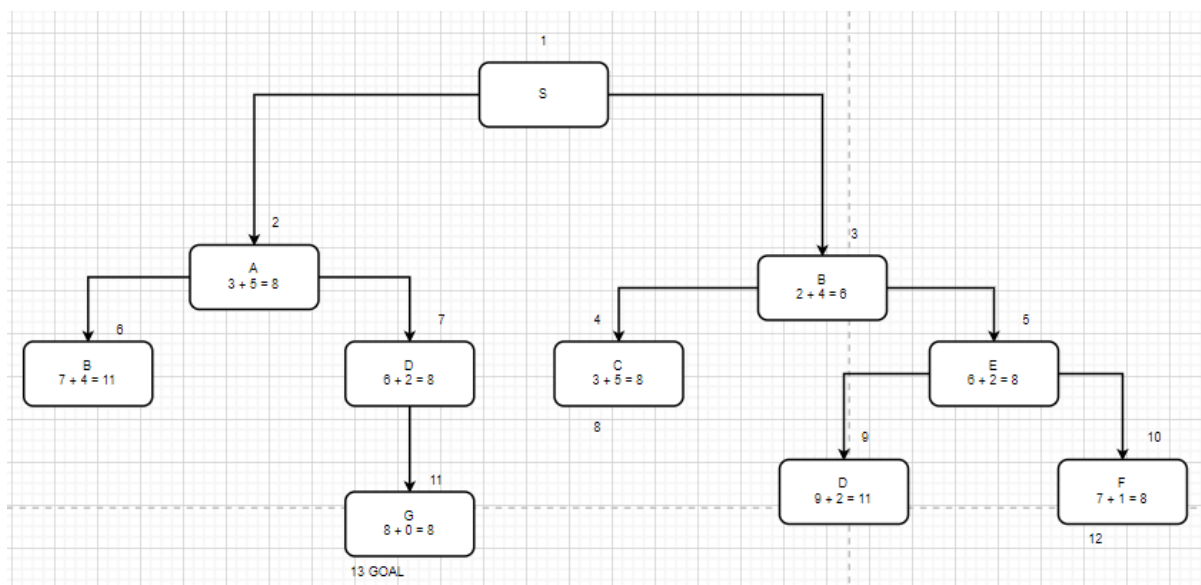 1
S
2
3
A
3 + 5 = 8
B
2 + 4 = 6
6
7
4
5
B
7 + 4 = 11
D
6 + 2 = 8
C
3 + 5 = 8
E
6 + 2 = 8
8
9
10
11
D
9 + 2 = 11
F
7 + 1 = 8
G
8 + 0 = 8
12
13 GOAL